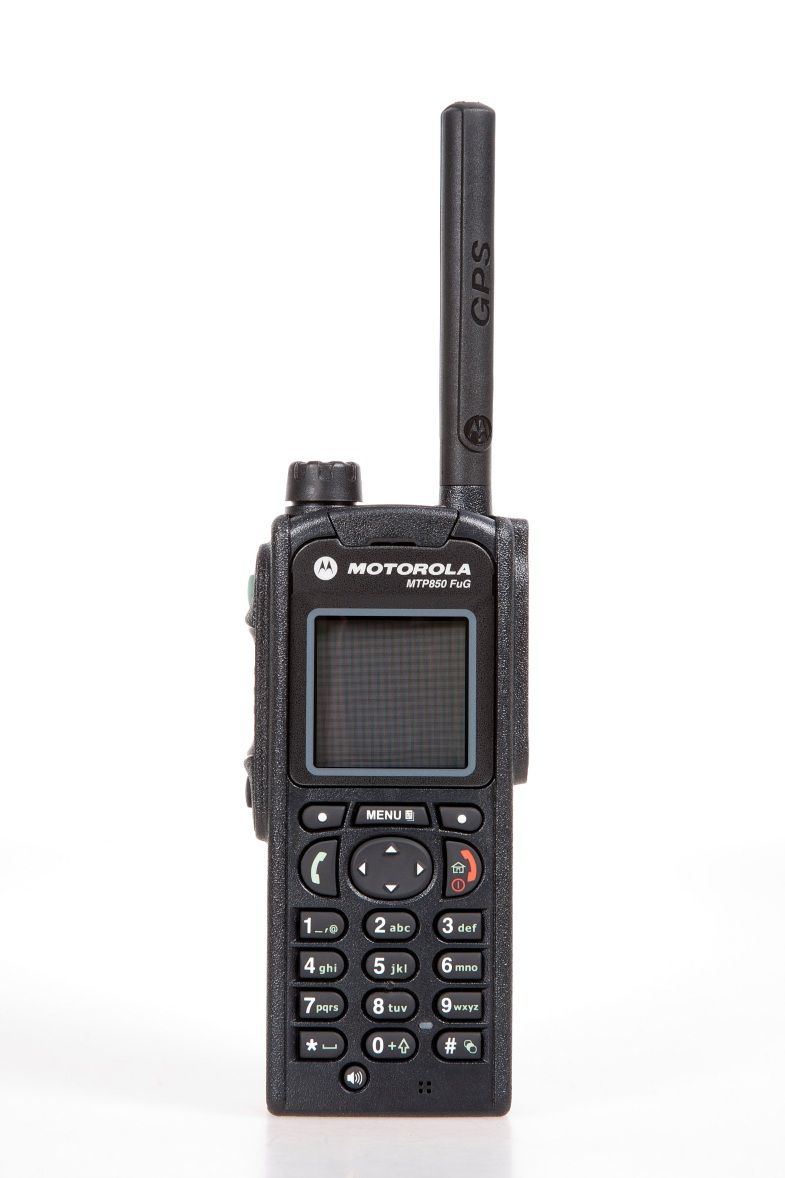 GPS
MOTOROLA
MTP850 FuG
MENU
1_,@ 2 abc 3 def
4 ghi 5 jkl 6 mno
7 pqrs 8 tuv 9 wxyz
* 0 + #